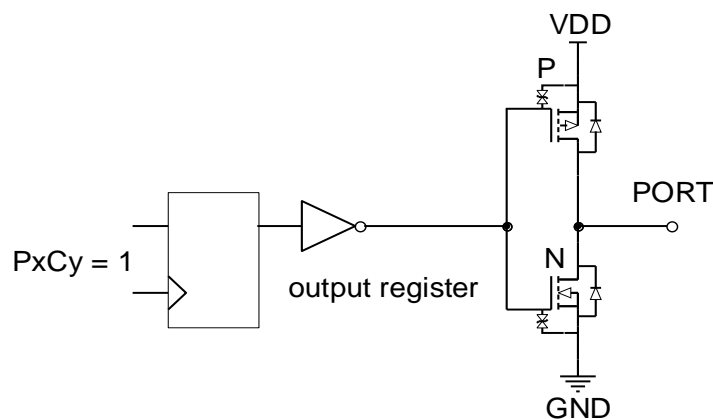 VDD
P
PORT
PxCy = 1
N
output register
GND